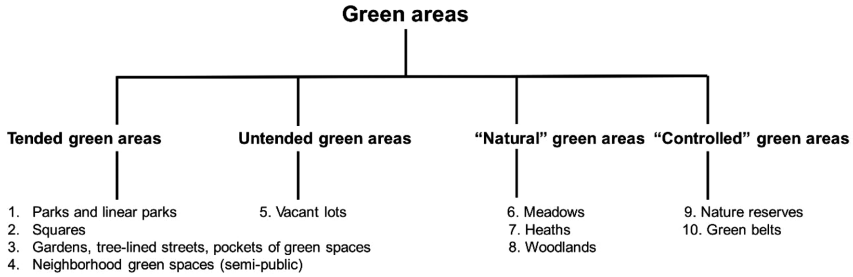 Green areas
Tended green areas
Untended green areas
“Natural” green areas
“Controlled” green areas
1. Parks and linear parks
2. Squares
3. Gardens, tree-lined streets, pockets of green spaces
4. Neighborhood green spaces (semi-public)
5. Vacant lots
6. Meadows
7. Heaths
8. Woodlands
9. Nature reserves
10. Green belts